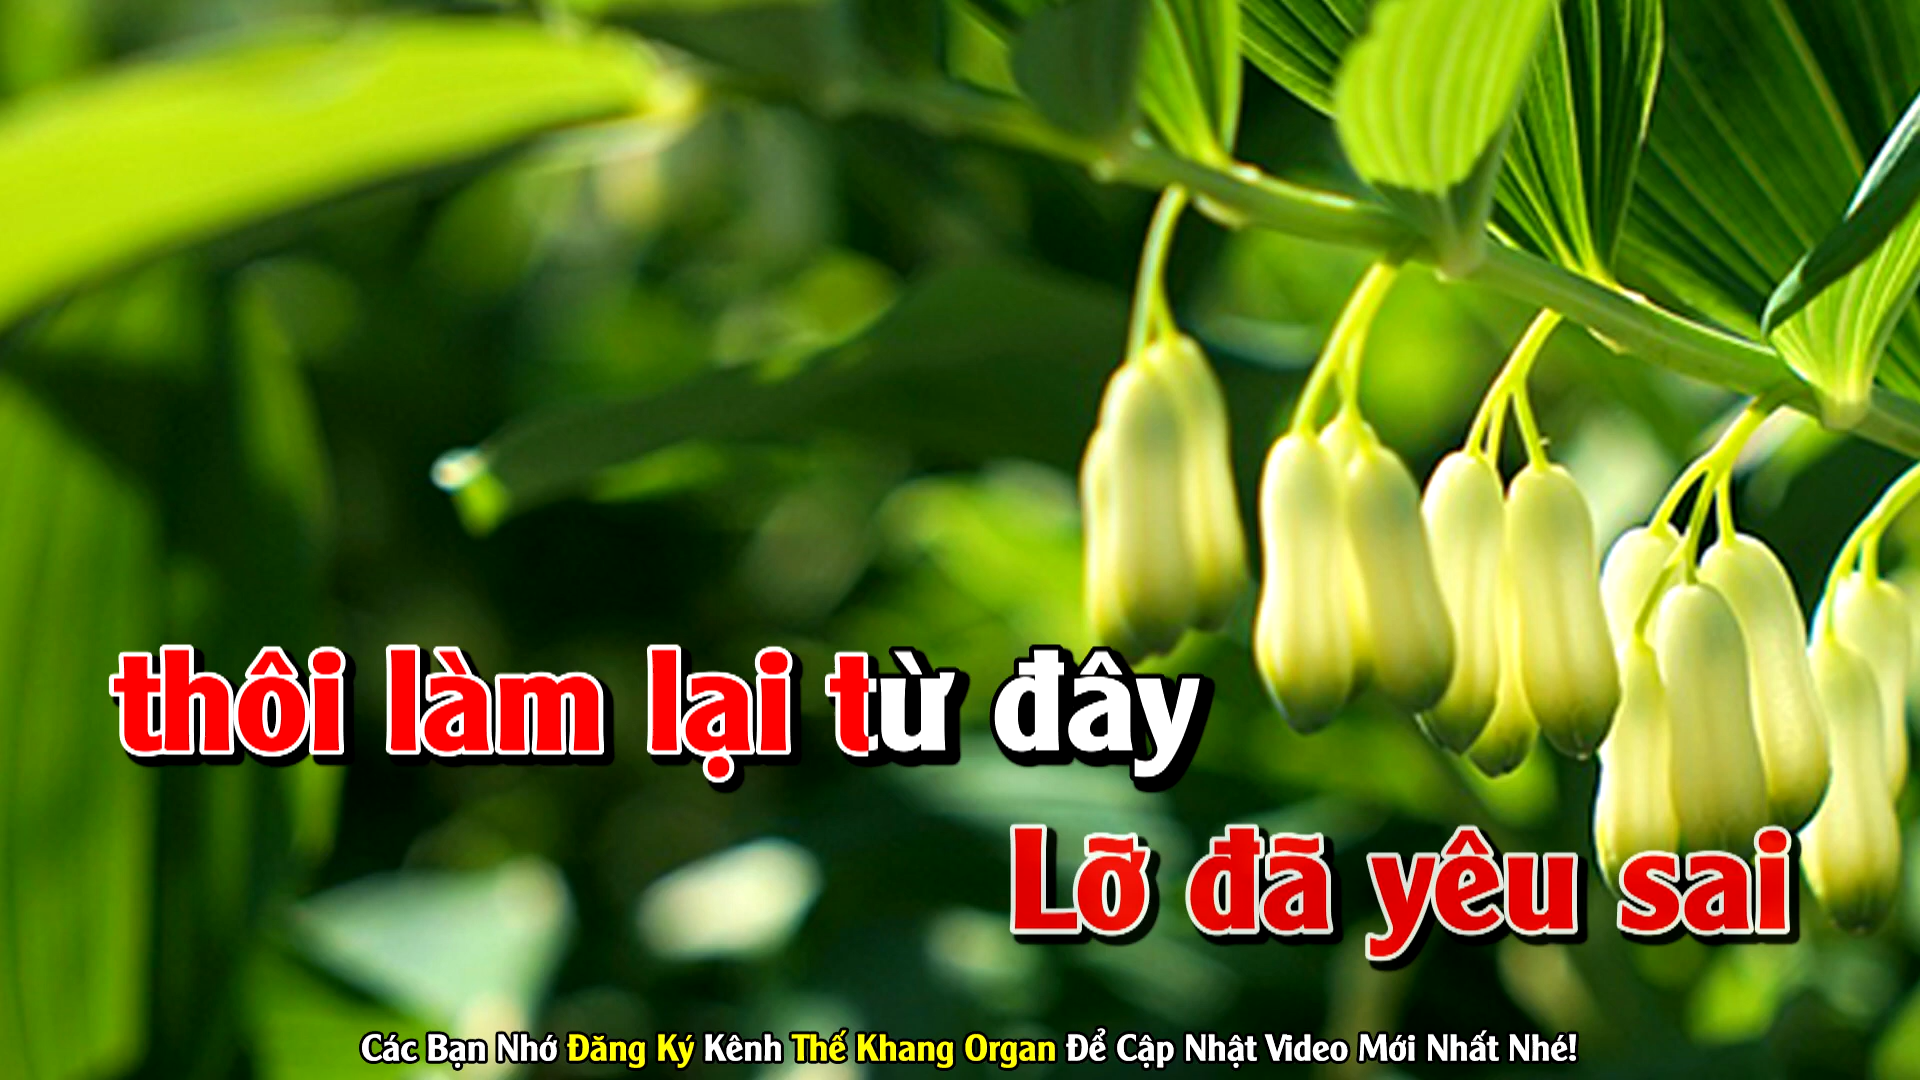 thôi làm lại từ đây
Lỡ đã yêu sai
Các Bạn Nhớ Đăng Ký Kênh Thế Khang Organ Để Cập Nhật Video Mới Nhất Nhé!